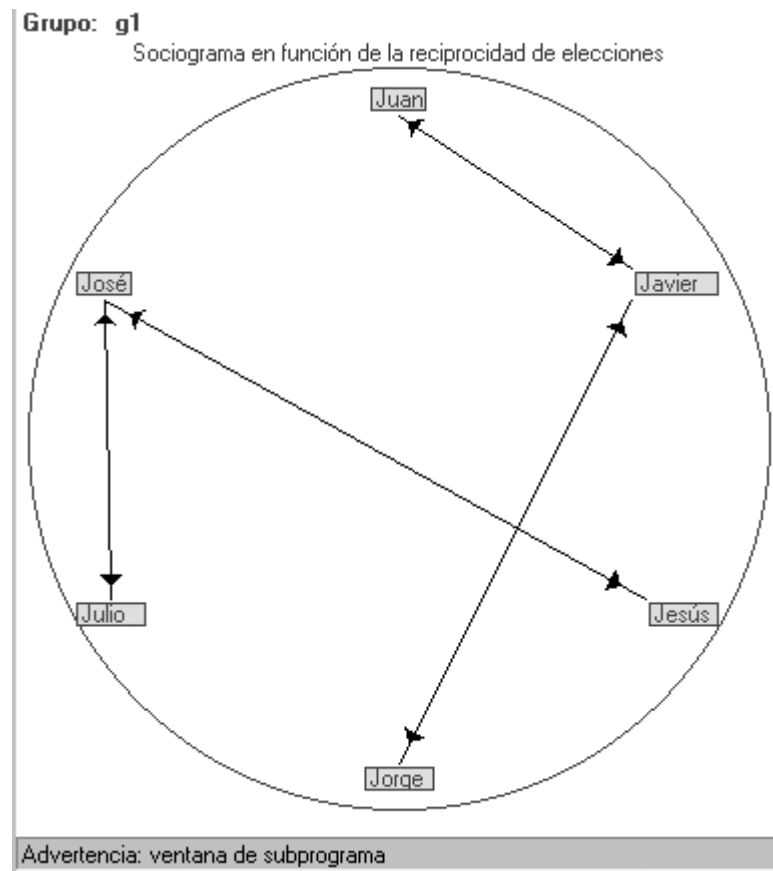 Grupo: g1
Sociograma en función de la reciprocidad de elecciones
Juan
José
Javier
Julio
Jesús
Jorge
Advertencia: ventana de subprograma